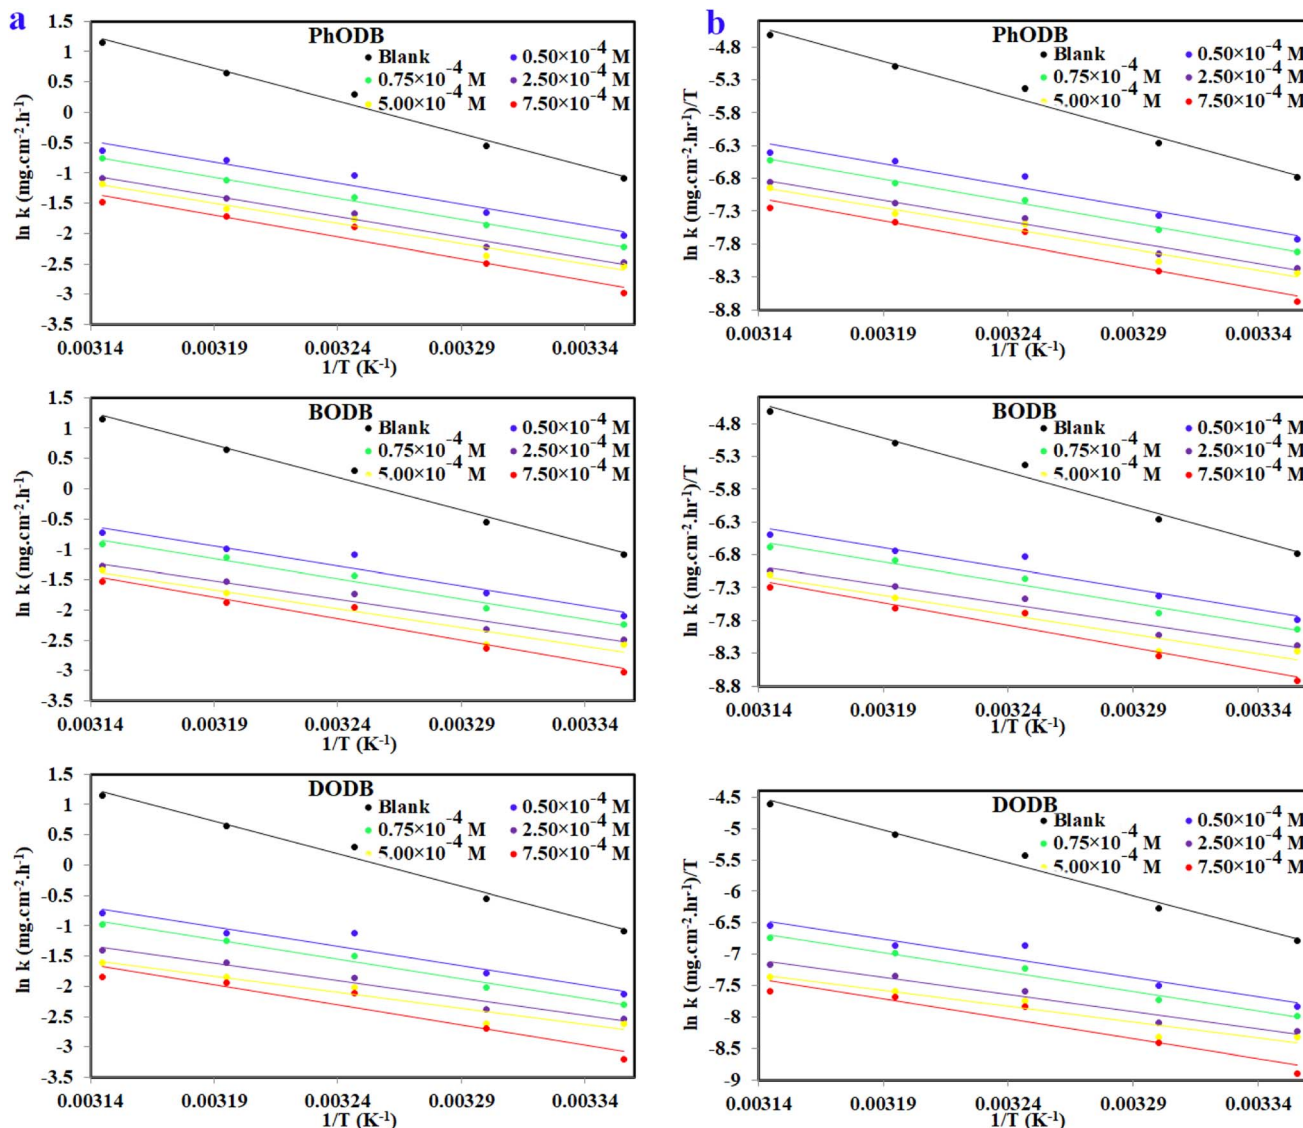 a
PhODB
Blank
0.50×10⁻⁴ M
0.75×10⁻⁴ M
2.50×10⁻⁴ M
5.00×10⁻⁴ M
7.50×10⁻⁴ M
ln k (mg.cm⁻².h⁻¹)
1.5
1
0.5
0
-0.5
-1
-1.5
-2
-2.5
-3
-3.5
0.00314 0.00319 0.00324 0.00329 0.00334
1/T (K⁻¹)
b
PhODB
Blank
0.50×10⁻⁴ M
0.75×10⁻⁴ M
2.50×10⁻⁴ M
5.00×10⁻⁴ M
7.50×10⁻⁴ M
ln k (mg.cm⁻².hr⁻¹)/T
-4.8
-5.3
-5.8
-6.3
-6.8
-7.3
-7.8
-8.3
-8.8
0.00314 0.00319 0.00324 0.00329 0.00334
1/T (K⁻¹)
BODB
Blank
0.50×10⁻⁴ M
0.75×10⁻⁴ M
2.50×10⁻⁴ M
5.00×10⁻⁴ M
7.50×10⁻⁴ M
ln k (mg.cm⁻².h⁻¹)
1.5
1
0.5
0
-0.5
-1
-1.5
-2
-2.5
-3
-3.5
0.00314 0.00319 0.00324 0.00329 0.00334
1/T (K⁻¹)
BODB
Blank
0.50×10⁻⁴ M
0.75×10⁻⁴ M
2.50×10⁻⁴ M
5.00×10⁻⁴ M
7.50×10⁻⁴ M
ln k (mg.cm⁻².hr⁻¹)/T
-4.8
-5.3
-5.8
-6.3
-6.8
-7.3
-7.8
-8.3
-8.8
0.00314 0.00319 0.00324 0.00329 0.00334
1/T (K⁻¹)
DODB
Blank
0.50×10⁻⁴ M
0.75×10⁻⁴ M
2.50×10⁻⁴ M
5.00×10⁻⁴ M
7.50×10⁻⁴ M
ln k (mg.cm⁻².h⁻¹)
1.5
1
0.5
0
-0.5
-1
-1.5
-2
-2.5
-3
-3.5
0.00314 0.00319 0.00324 0.00329 0.00334
1/T (K⁻¹)
DODB
Blank
0.50×10⁻⁴ M
0.75×10⁻⁴ M
2.50×10⁻⁴ M
5.00×10⁻⁴ M
7.50×10⁻⁴ M
ln k (mg.cm⁻².hr⁻¹)/T
-4.5
-5
-5.5
-6
-6.5
-7
-7.5
-8
-8.5
-9
0.00314 0.00319 0.00324 0.00329 0.00334
1/T (K⁻¹)